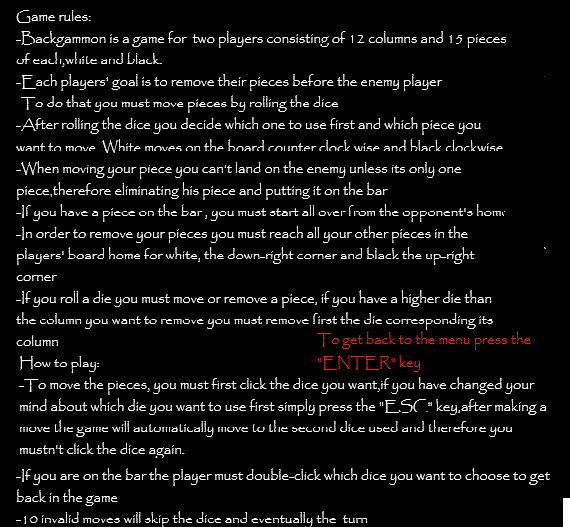 Game rules:
-Backgammon is a game for two players consisting of 12 columns and 15 pieces
of each,white and black.
-Each players' goal is to remove their pieces before the enemy player
To do that you must move pieces by rolling the dice
-After rolling the dice you decide which one to use first and which piece you
want to move. White moves on the board counter clock wise and black clockwise
-When moving your piece you can't land on the enemy unless its only one
piece,therefore eliminating his piece and putting it on the bar
-If you have a piece on the bar , you must start all over from the opponent's home
-In order to remove your pieces you must reach all your other pieces in the
players' board home for white, the down-right corner and black the up-right
corner
-If you roll a die you must move or remove a piece, if you have a higher die than
the column you want to remove you must remove first the die corresponding its
column
To get back to the menu press the
"ENTER" key
How to play:
-To move the pieces, you must first click the dice you want,if you have changed your
mind about which die you want to use first simply press the "ESC." key,after making a
move the game will automatically move to the second dice used and therefore you
mustn't click the dice again.
-If you are on the bar the player must double-click which dice you want to choose to get
back in the game
-10 invalid moves will skip the dice and eventually the turn